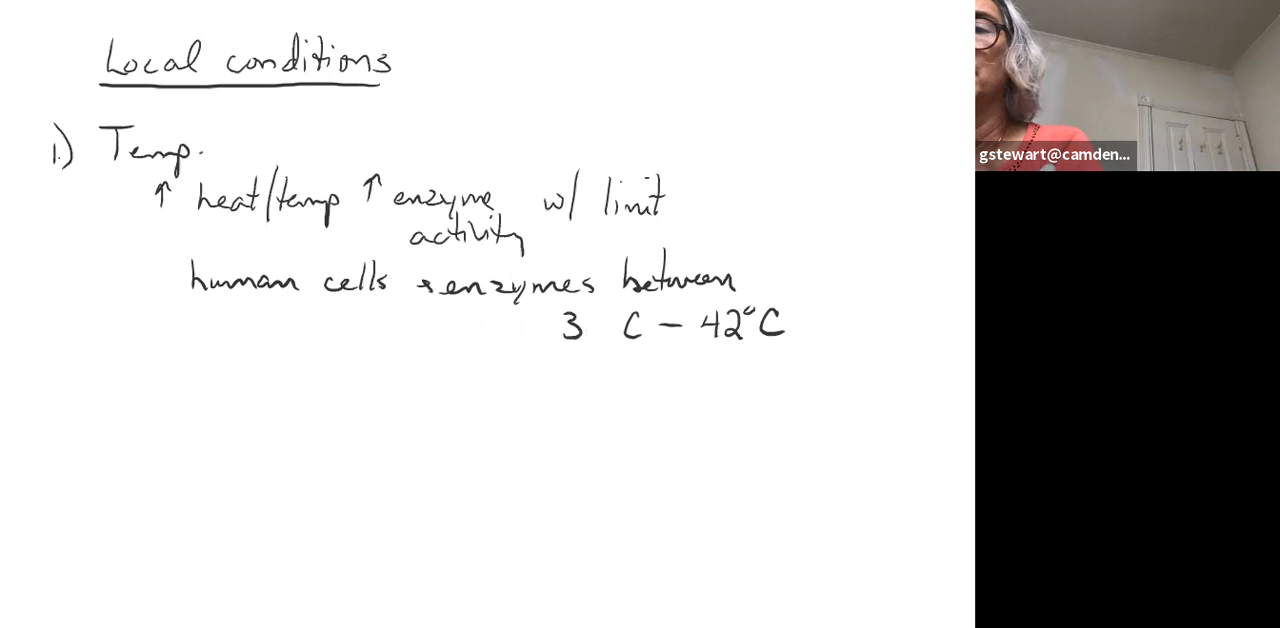 Local conditions
1.) Temp.
↑ heat/temp ↑ enzyme w/ limit
activity
human cells & enzymes between
3 C - 42°C
gstewart@camden...